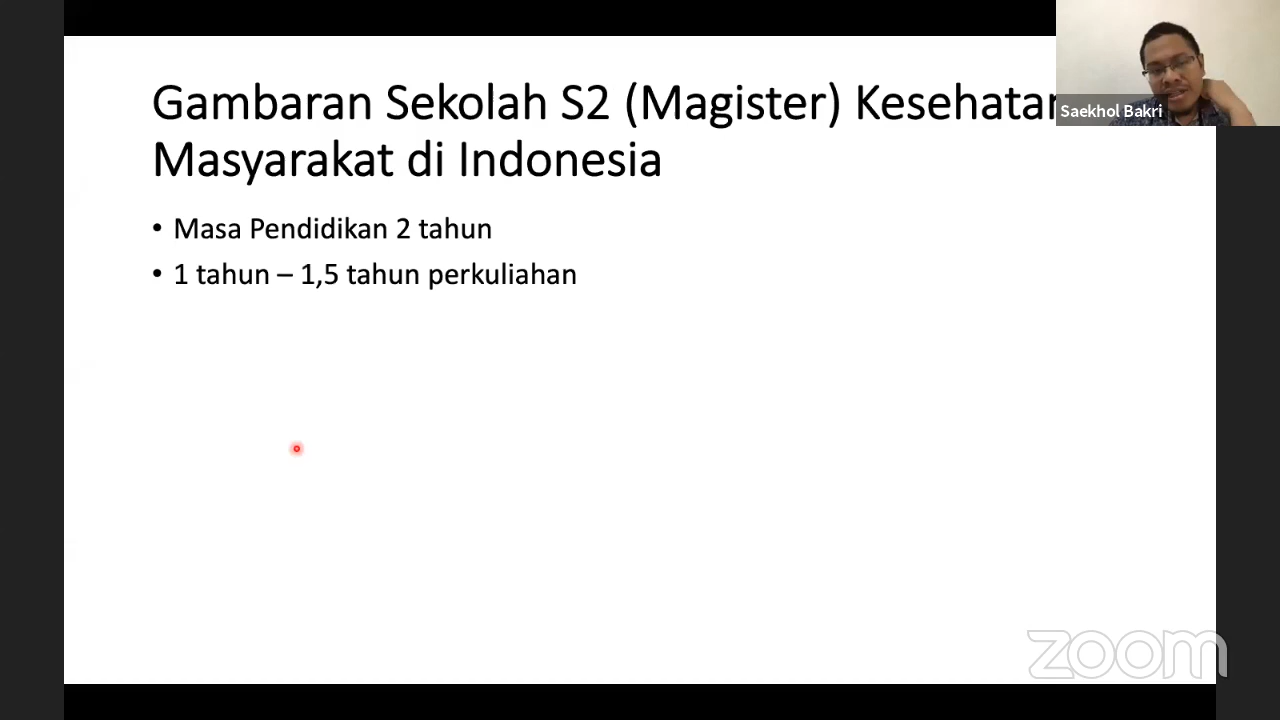 Gambaran Sekolah S2 (Magister) Kesehatan
Masyarakat di Indonesia
• Masa Pendidikan 2 tahun
• 1 tahun – 1,5 tahun perkuliahan
Saekhol Bakri
zoom